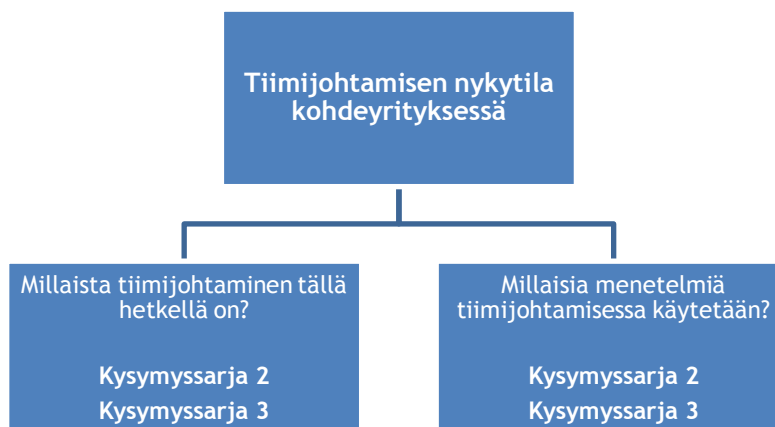 Tiimijohtamisen nykytila
kohdeyrityksessä
Millaista tiimijohtaminen tällä
hetkellä on?
Kysymyssarja 2
Kysymyssarja 3
Millaisia menetelmiä
tiimijohtamisessa käytetään?
Kysymyssarja 2
Kysymyssarja 3